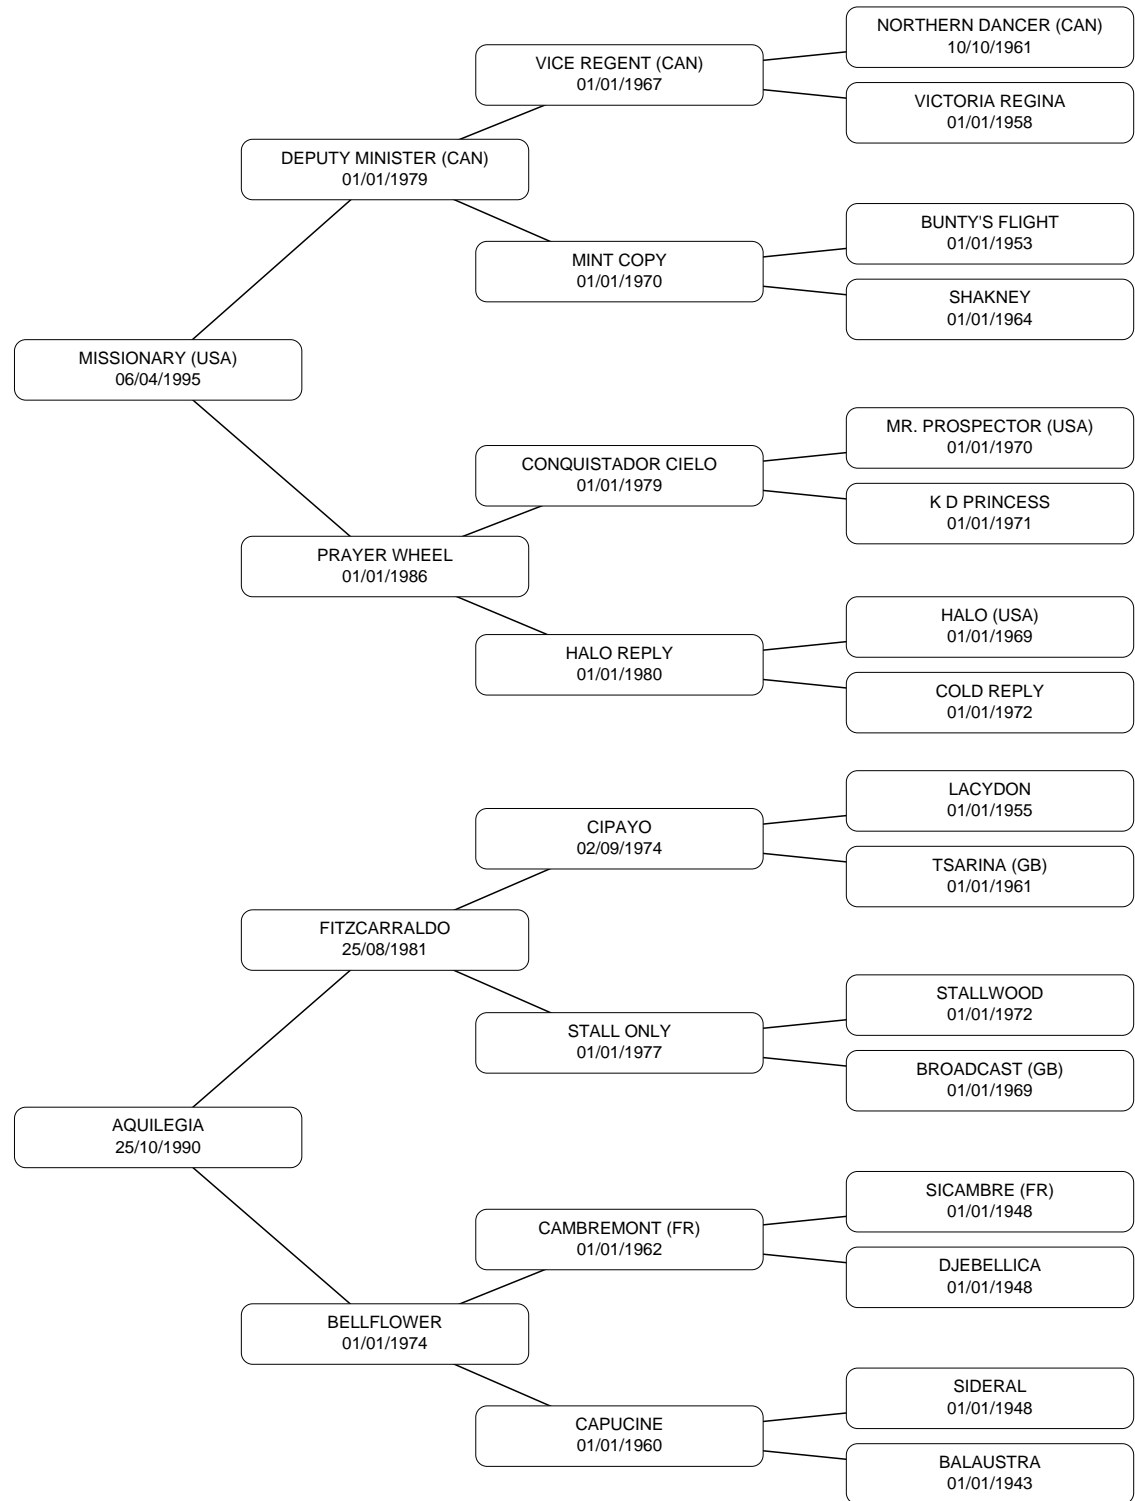 NORTHERN DANCER (CAN)
10/10/1961
VICE REGENT (CAN)
01/01/1967
VICTORIA REGINA
01/01/1958
DEPUTY MINISTER (CAN)
01/01/1979
BUNTY'S FLIGHT
01/01/1953
MINT COPY
01/01/1970
SHAKNEY
01/01/1964
MISSIONARY (USA)
06/04/1995
MR. PROSPECTOR (USA)
01/01/1970
CONQUISTADOR CIELO
01/01/1979
K D PRINCESS
01/01/1971
PRAYER WHEEL
01/01/1986
HALO (USA)
01/01/1969
HALO REPLY
01/01/1980
COLD REPLY
01/01/1972
LACYDON
01/01/1955
CIPAYO
02/09/1974
TSARINA (GB)
01/01/1961
FITZCARRALDO
25/08/1981
STALLWOOD
01/01/1972
STALL ONLY
01/01/1977
BROADCAST (GB)
01/01/1969
AQUILEGIA
25/10/1990
SICAMBRE (FR)
01/01/1948
CAMBREMONT (FR)
01/01/1962
DJEBELLICA
01/01/1948
BELLFLOWER
01/01/1974
SIDERAL
01/01/1948
CAPUCINE
01/01/1960
BALAUSTRA
01/01/1943